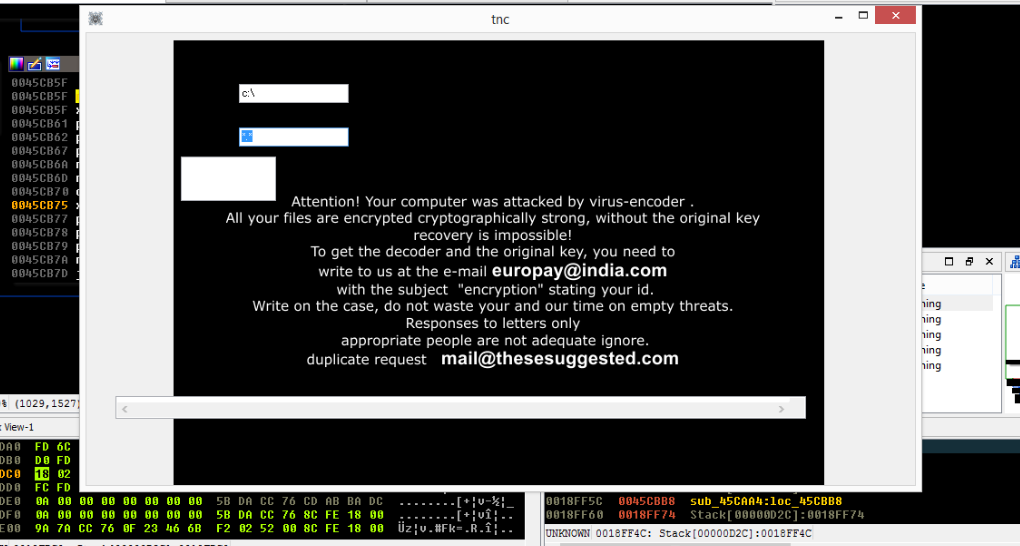 tnc
c:\
*.*
0045CB5F
0045CB5F
0045CB5F
0045CB61
0045CB62
0045CB67
0045CB6A
0045CB6D
0045CB70
0045CB75
0045CB77
0045CB78
0045CB79
0045CB7A
0045CB7D
Attention! Your computer was attacked by virus-encoder .
All your files are encrypted cryptographically strong, without the original key
recovery is impossible!
To get the decoder and the original key, you need to
write to us at the e-mail europay@india.com
with the subject "encryption" stating your id.
Write on the case, do not waste your and our time on empty threats.
Responses to letters only
appropriate people are not adequate ignore.
duplicate request mail@thesesuggested.com
ning
ning
ning
ning
ning
% (1029,1527)
View-1
DA0 FD 6C
DB0 D0 FD
DC0 18 02
DD0 FC FD
DE0 0A 00 00 00 00 00 00 00 5B DA CC 76 CD AB BA DC
DF0 0A 00 00 00 00 00 00 00 5B DA CC 76 8C FE 18 00
E00 9A 7A CC 76 0F 23 46 6B F2 02 52 00 8C FE 18 00
0018FF5C 0045CBB8 sub_45CAA4:loc_45CBB8
0018FF60 0018FF74 Stack[00000D2C]:0018FF74
UNKNOWN 0018FF4C: Stack[00000D2C]:0018FF4C